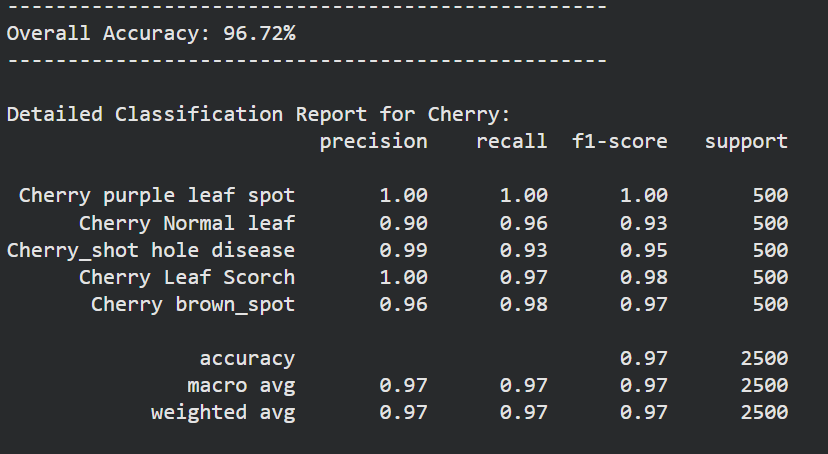 --------------------------------------------------
Overall Accuracy: 96.72%
--------------------------------------------------
Detailed Classification Report for Cherry:
precision recall f1-score support
Cherry purple leaf spot 1.00 1.00 1.00 500
Cherry Normal leaf 0.90 0.96 0.93 500
Cherry_shot hole disease 0.99 0.93 0.95 500
Cherry Leaf Scorch 1.00 0.97 0.98 500
Cherry brown_spot 0.96 0.98 0.97 500
accuracy 0.97 2500
macro avg 0.97 0.97 0.97 2500
weighted avg 0.97 0.97 0.97 2500